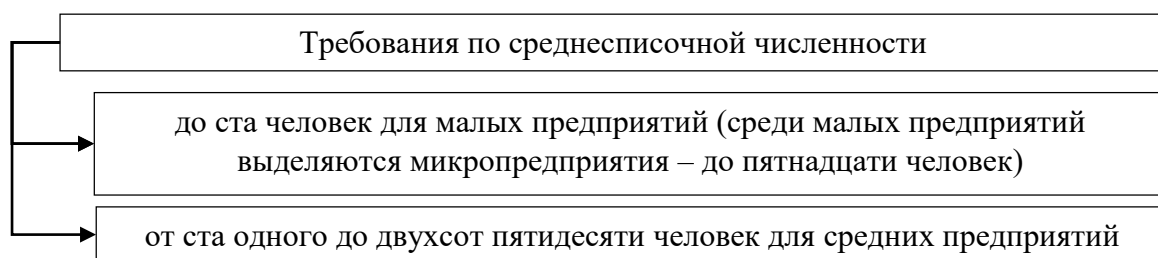 Требования по среднесписочной численности
до ста человек для малых предприятий (среди малых предприятий
выделяются микропредприятия – до пятнадцати человек)
от ста одного до двухсот пятидесяти человек для средних предприятий